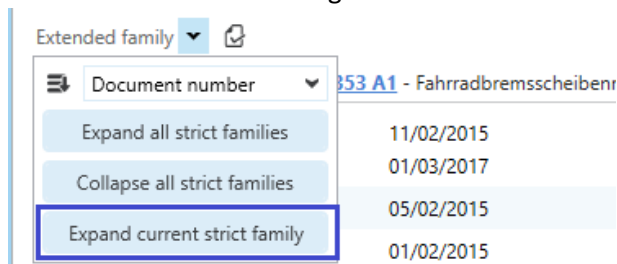 Extended family
Document number
353 A1 - Fahrradbremsscheiben
Expand all strict families
11/02/2015
Collapse all strict families
01/03/2017
05/02/2015
Expand current strict family
01/02/2015